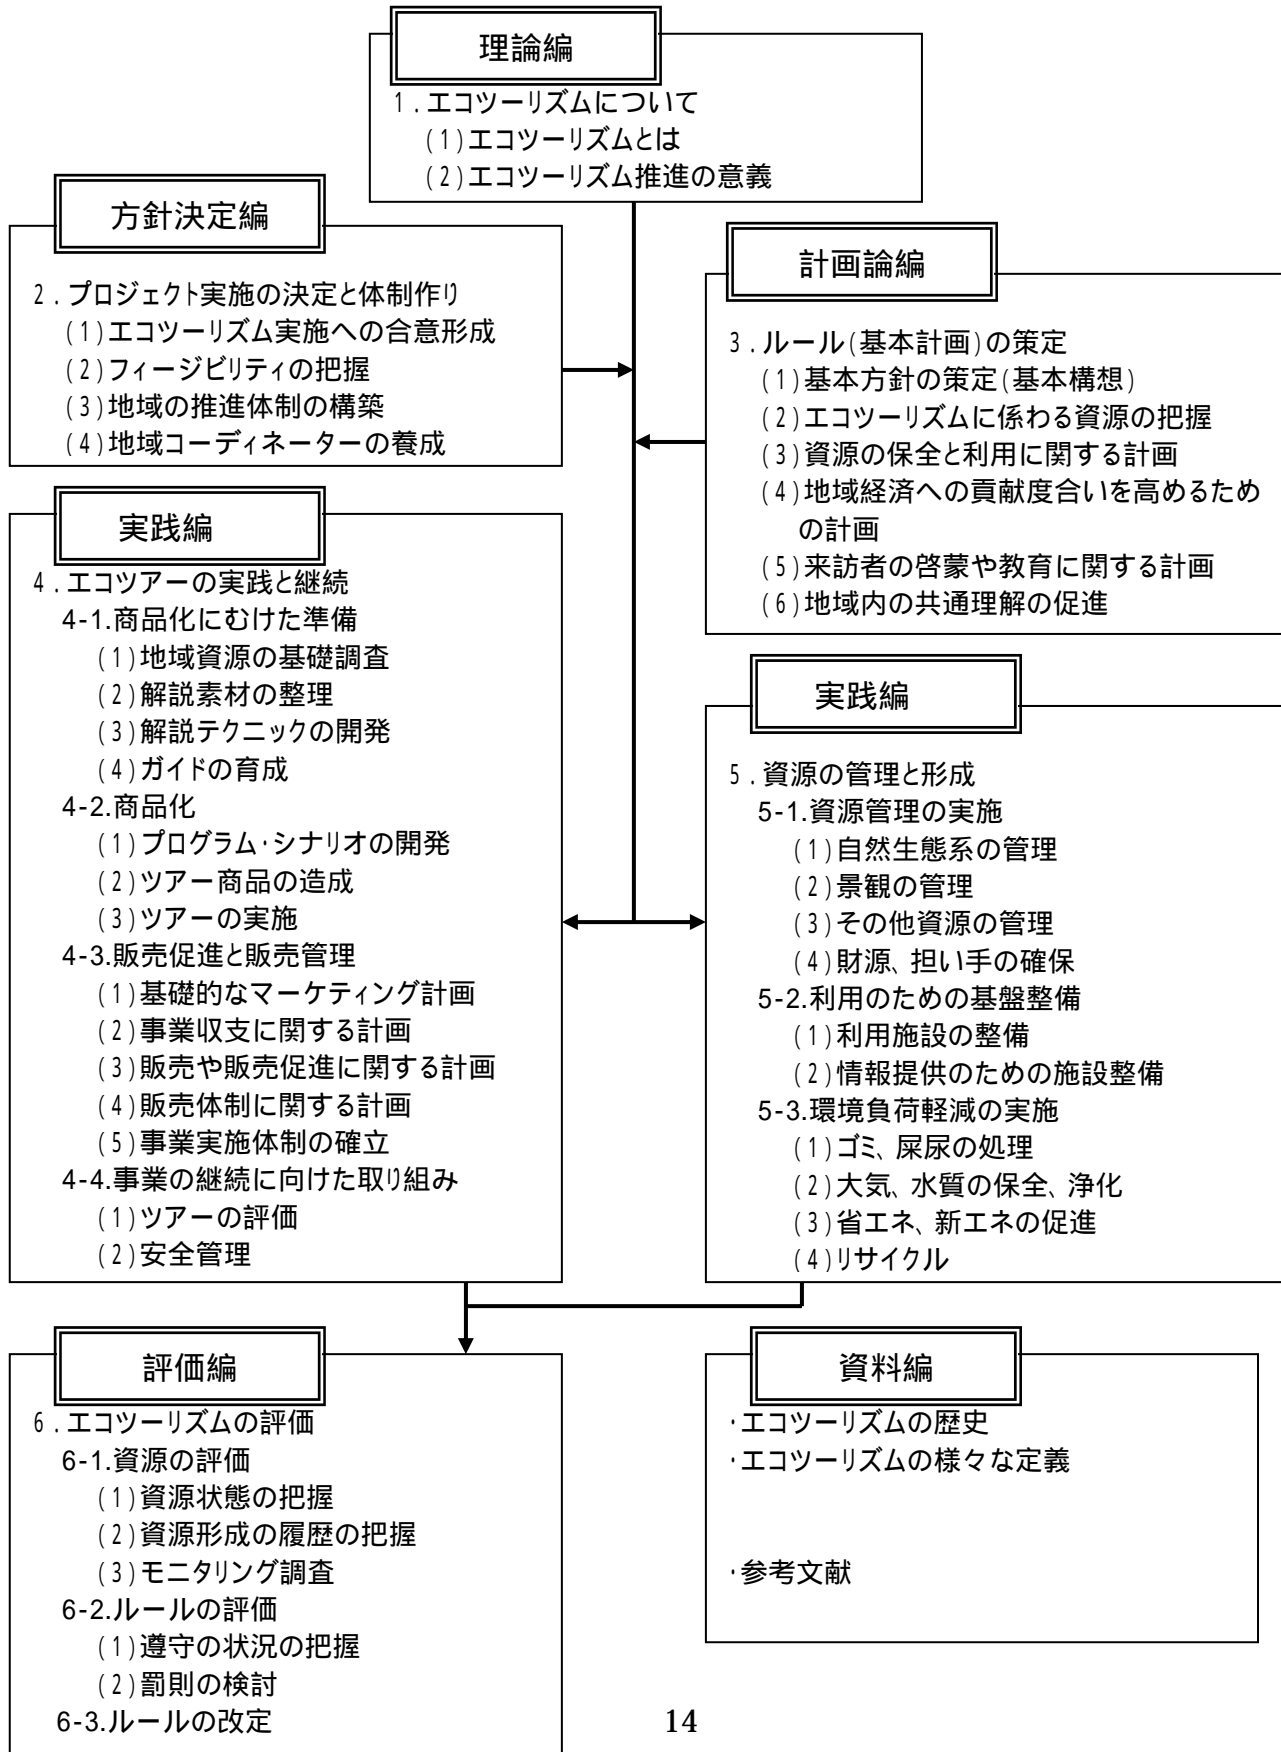 理論編
1.エコツーリズムについて
(1)エコツーリズムとは
(2)エコツーリズム推進の意義
方針決定編
2.プロジェクト実施の決定と体制作り
(1)エコツーリズム実施への合意形成
(2)フィージビリティの把握
(3)地域の推進体制の構築
(4)地域コーディネーターの養成
計画論編
3.ルール(基本計画)の策定
(1)基本方針の策定(基本構想)
(2)エコツーリズムに係わる資源の把握
(3)資源の保全と利用に関する計画
(4)地域経済への貢献度合いを高めるため
の計画
(5)来訪者の啓蒙や教育に関する計画
(6)地域内の共通理解の促進
実践編
4.エコツアーの実践と継続
4-1.商品化にむけた準備
(1)地域資源の基礎調査
(2)解説素材の整理
(3)解説テクニックの開発
(4)ガイドの育成
4-2.商品化
(1)プログラム・シナリオの開発
(2)ツアー商品の造成
(3)ツアーの実施
4-3.販売促進と販売管理
(1)基礎的なマーケティング計画
(2)事業収支に関する計画
(3)販売や販売促進に関する計画
(4)販売体制に関する計画
(5)事業実施体制の確立
4-4.事業の継続に向けた取り組み
(1)ツアーの評価
(2)安全管理
実践編
5.資源の管理と形成
5-1.資源管理の実施
(1)自然生態系の管理
(2)景観の管理
(3)その他資源の管理
(4)財源、担い手の確保
5-2.利用のための基盤整備
(1)利用施設の整備
(2)情報提供のための施設整備
5-3.環境負荷軽減の実施
(1)ゴミ、屎尿の処理
(2)大気、水質の保全、浄化
(3)省エネ、新エネの促進
(4)リサイクル
評価編
6.エコツーリズムの評価
6-1.資源の評価
(1)資源状態の把握
(2)資源形成の履歴の把握
(3)モニタリング調査
6-2.ルールの評価
(1)遵守の状況の把握
(2)罰則の検討
6-3.ルールの改定
資料編
・エコツーリズムの歴史
・エコツーリズムの様々な定義
・参考文献
14